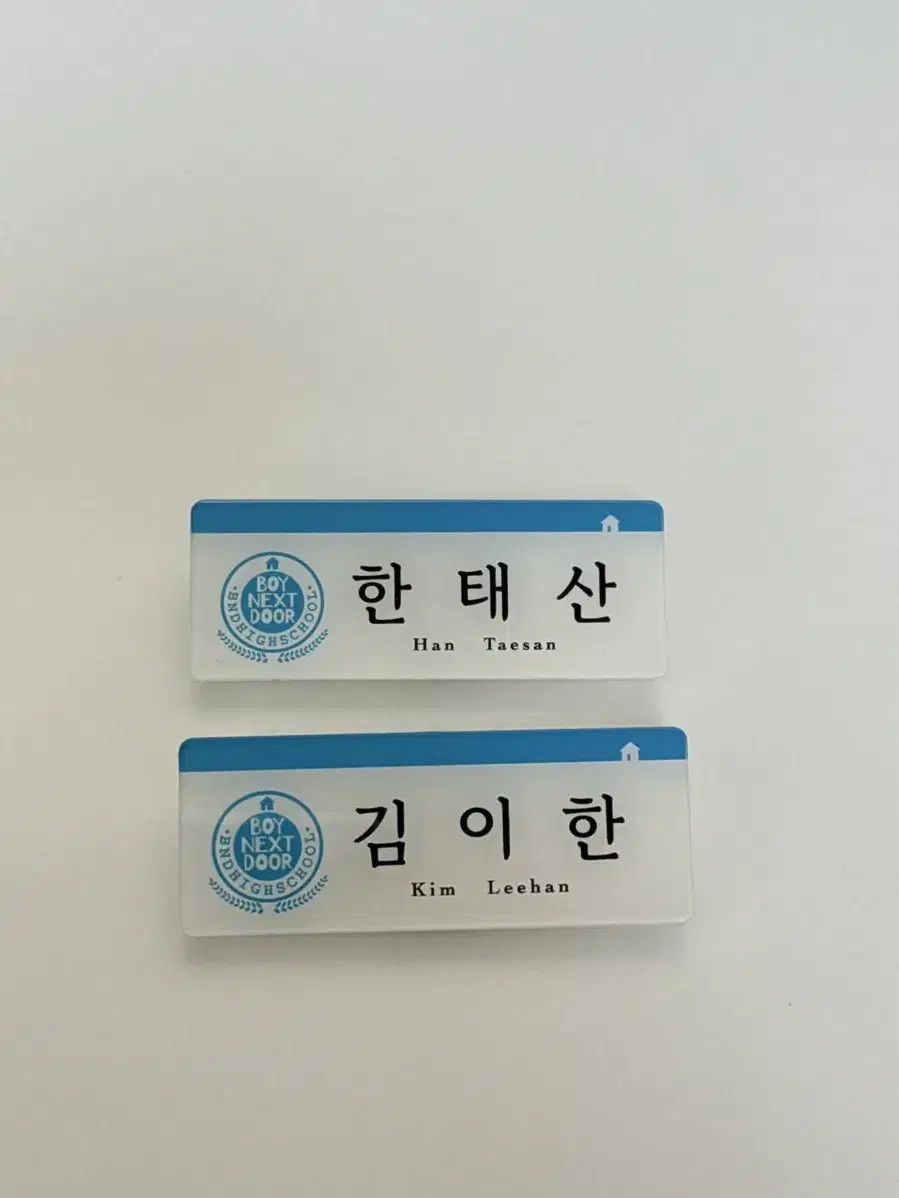 BOY
NEXT
DOOR
BNDHIGHSCHOOL
한 태 산
Han Taesan
BOY
NEXT
DOOR
BNDHIGHSCHOOL
김 이 한
Kim Leehan